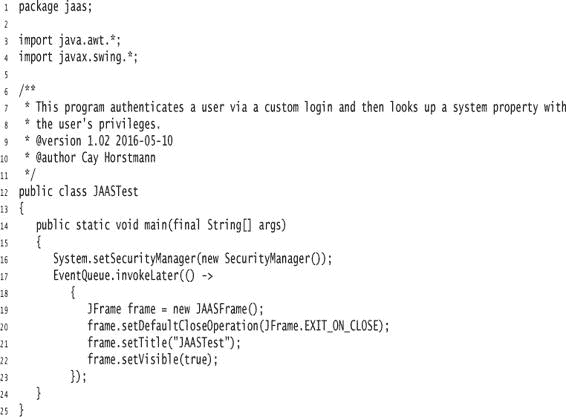 1 package jaas;
2
3 import java.awt.*;
4 import javax.swing.*;
5
6 /**
7  * This program authenticates a user via a custom login and then looks up a system property with
8  * the user's privileges.
9  * @version 1.02 2016-05-10
10  * @author Cay Horstmann
11  */
12 public class JAASTest
13 {
14    public static void main(final String[] args)
15    {
16       System.setSecurityManager(new SecurityManager());
17       EventQueue.invokeLater(() ->
18          {
19             JFrame frame = new JAASFrame();
20             frame.setDefaultCloseOperation(JFrame.EXIT_ON_CLOSE);
21             frame.setTitle("JAASTest");
22             frame.setVisible(true);
23          });
24    }
25 }